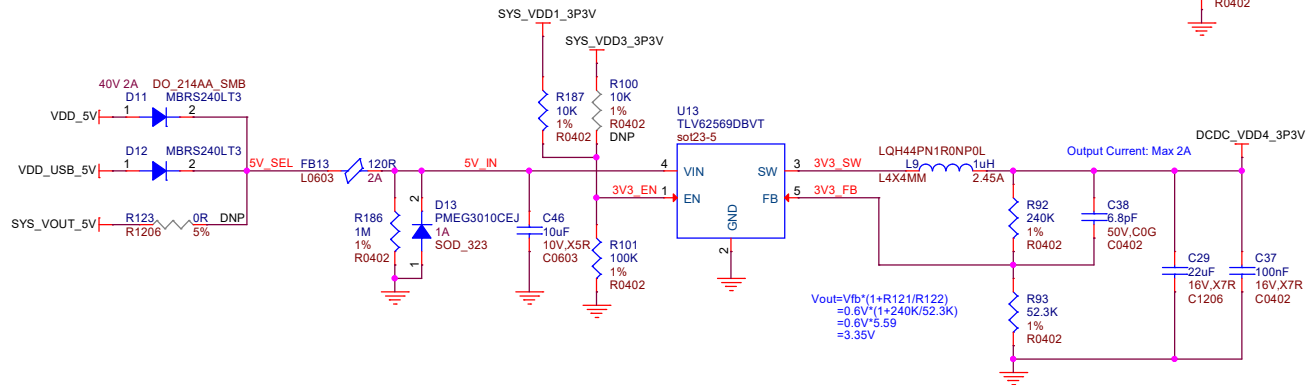 R0402
SYS_VDD1_3P3V
SYS_VDD3_3P3V
40V 2A DO_214AA_SMB
D11 MBRS240LT3
VDD_5V 1 2
D12 MBRS240LT3
VDD_USB_5V 1 2
5V_SEL
FB13 120R
L0603 2A
5V_IN
SYS_VOUT_5V
R123 0R DNP
R1206 5%
R186
1M
1%
R0402
2
D13
PMEG3010CEJ
1A
SOD_323
1
C46
10uF
10V,X5R
C0603
R187
10K
1%
R0402
R100
10K
1%
R0402
DNP
3V3_EN
R101
100K
1%
R0402
U13
TLV62569DBVT
sot23-5
4 VIN
1 EN
SW 3
FB 5
GND
2
3V3_SW
3V3_FB
LQH44PN1R0NP0L
L9 1uH
L4X4MM 2.45A
Output Current: Max 2A
DCDC_VDD4_3P3V
R92
240K
1%
R0402
C38
6.8pF
50V,C0G
C0402
R93
52.3K
1%
R0402
C29
22uF
16V,X7R
C1206
C37
100nF
16V,X7R
C0402
Vout=Vfb*(1+R121/R122)
=0.6V*(1+240K/52.3K)
=0.6V*5.59
=3.35V